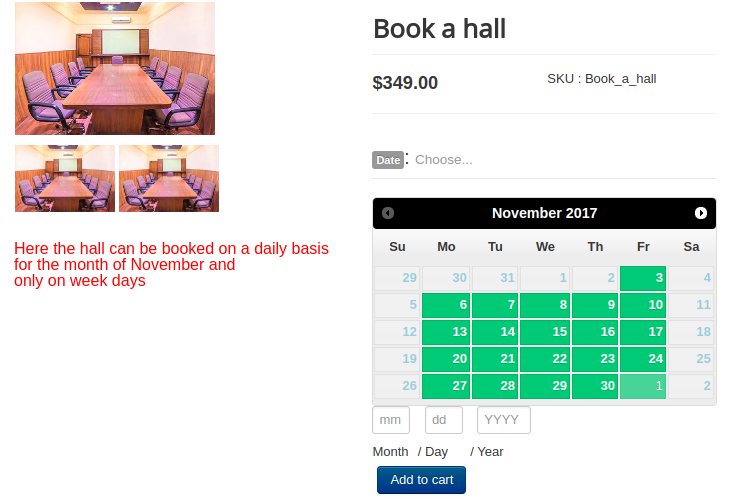 Book a hall
$349.00 SKU : Book_a_hall
Date : Choose...
November 2017
Su Mo Tu We Th Fr Sa
29 30 31 1 2 3 4
5 6 7 8 9 10 11
12 13 14 15 16 17 18
19 20 21 22 23 24 25
26 27 28 29 30 1 2
mm dd YYYY
Month / Day / Year
Add to cart
Here the hall can be booked on a daily basis
for the month of November and
only on week days